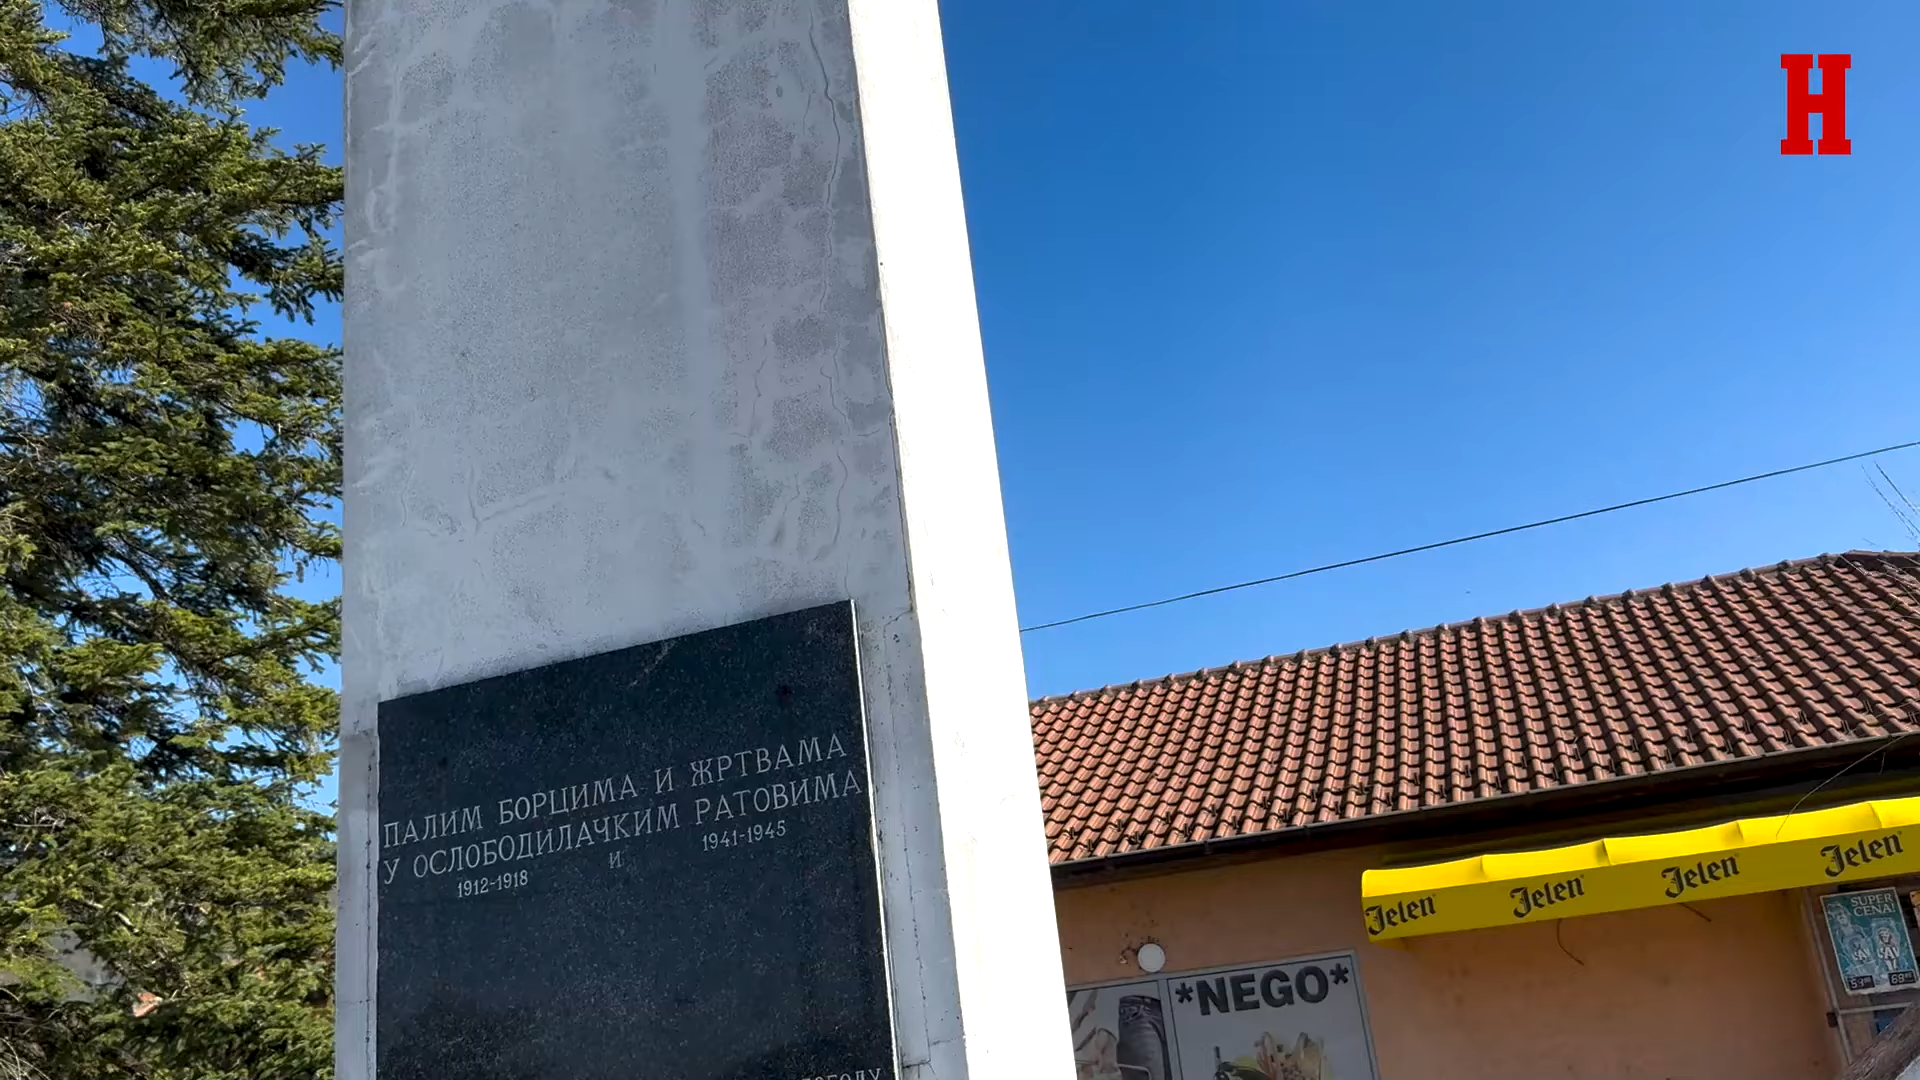 Н
ПАЛИМ БОРЦИМА И ЖРТВАМА
У ОСЛОБОДИЛАЧКИМ РАТОВИМА
1912-1918 И 1941-1945
Jelen Jelen Jelen Jelen
SUPER
CENA!
*NEGO*